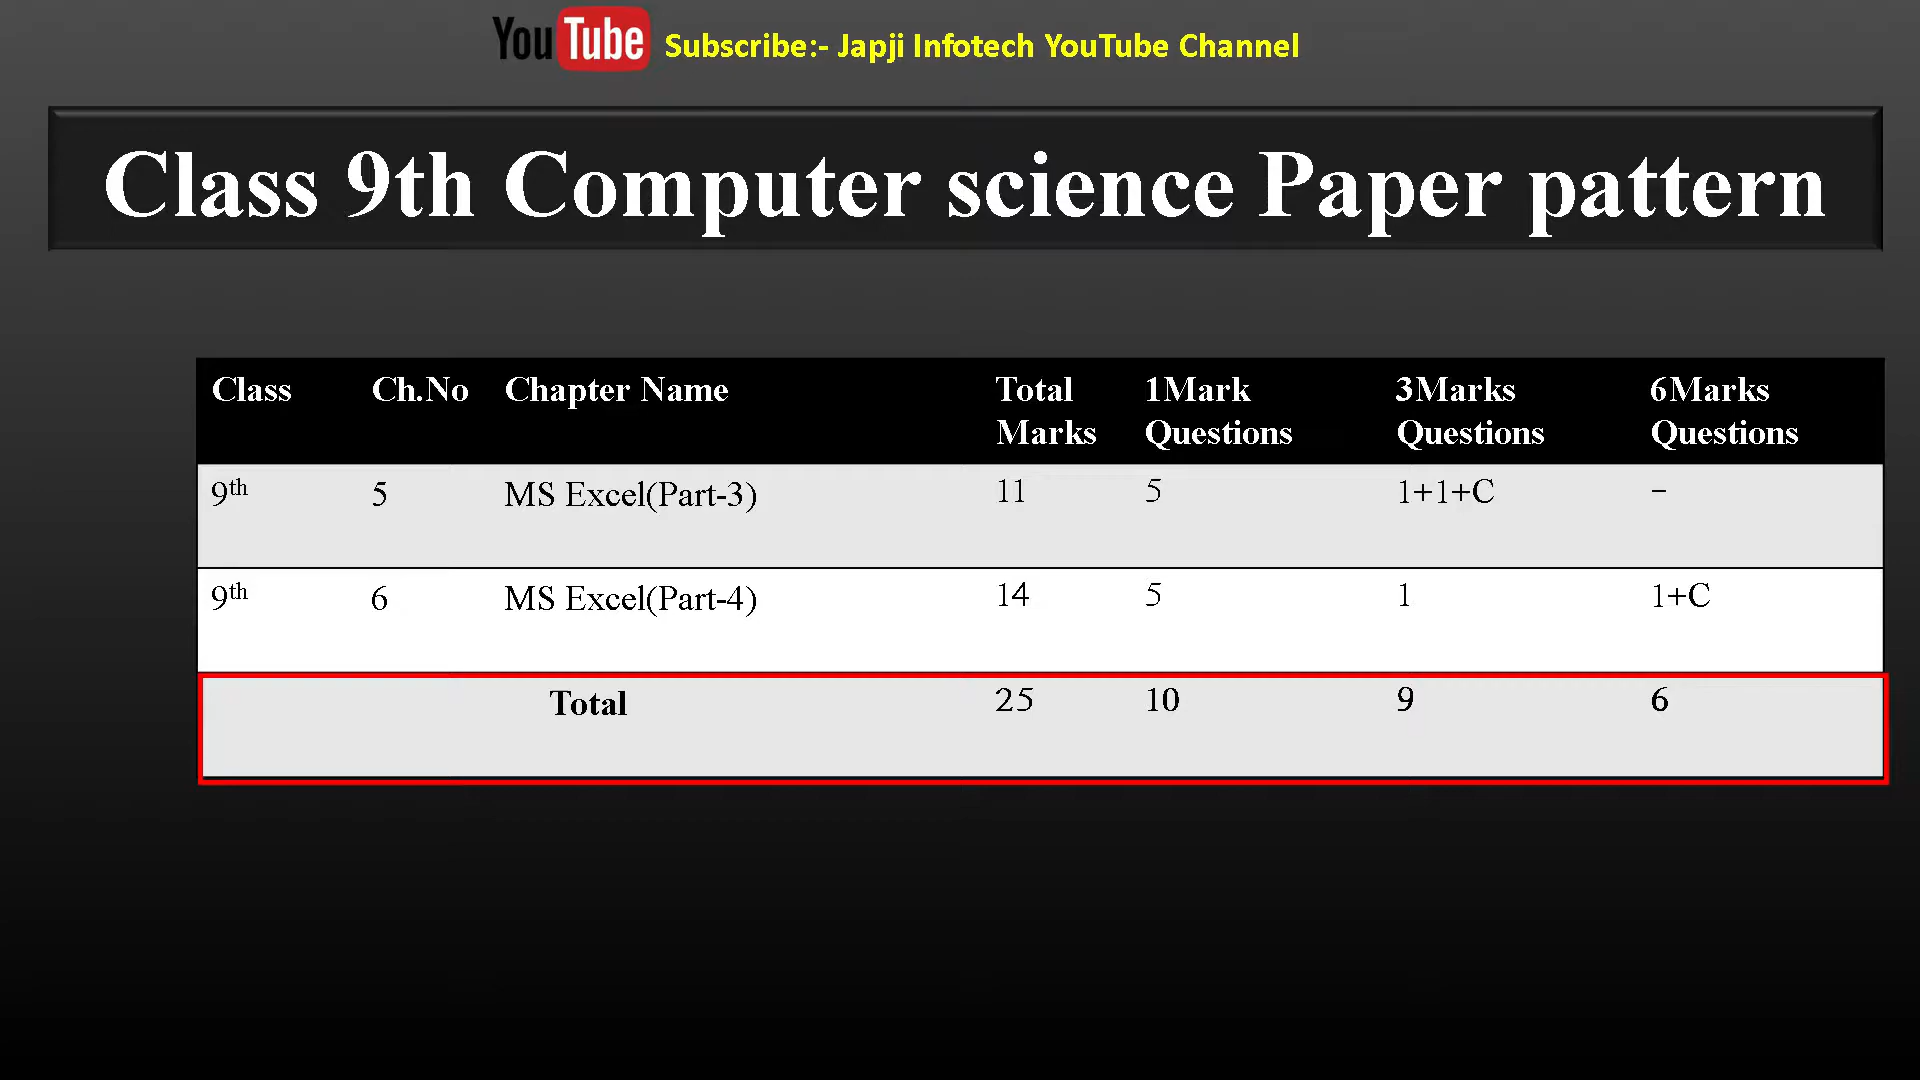 YouTube Subscribe:- Japji Infotech YouTube Channel
Class 9th Computer science Paper pattern
Class Ch.No Chapter Name Total Marks 1Mark Questions 3Marks Questions 6Marks Questions
9th 5 MS Excel(Part-3) 11 5 1+1+C -
9th 6 MS Excel(Part-4) 14 5 1 1+C
Total 25 10 9 6